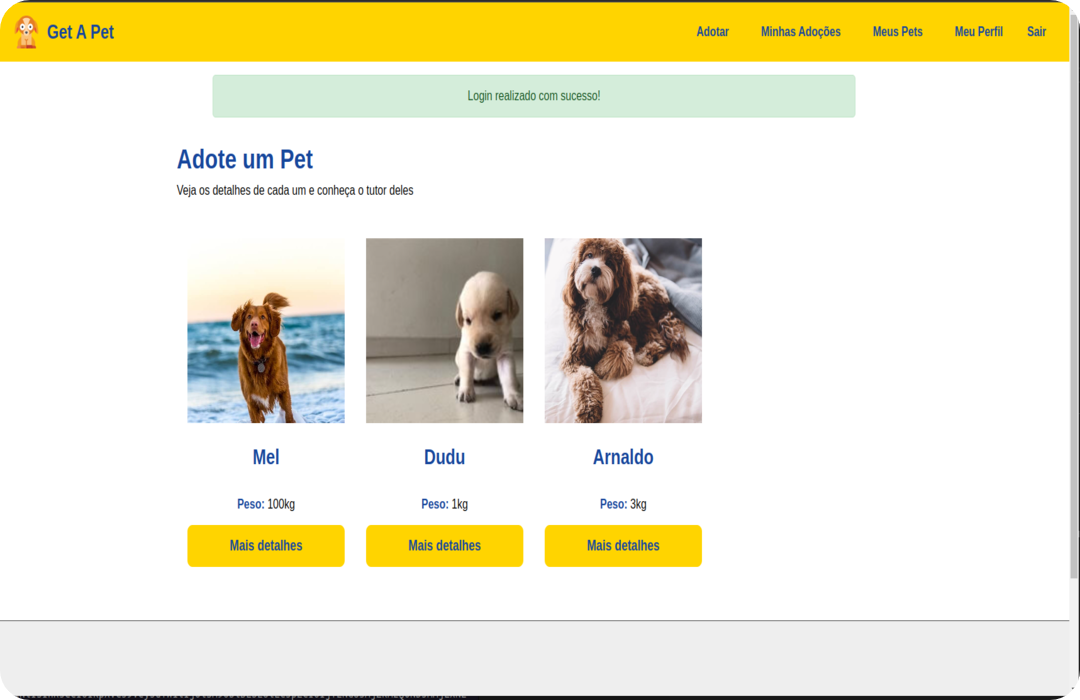 Get A Pet
Adotar Minhas Adoções Meus Pets Meu Perfil Sair
Login realizado com sucesso!
Adote um Pet
Veja os detalhes de cada um e conheça o tutor deles
Mel Dudu Arnaldo
Peso: 100kg Peso: 1kg Peso: 3kg
Mais detalhes Mais detalhes Mais detalhes